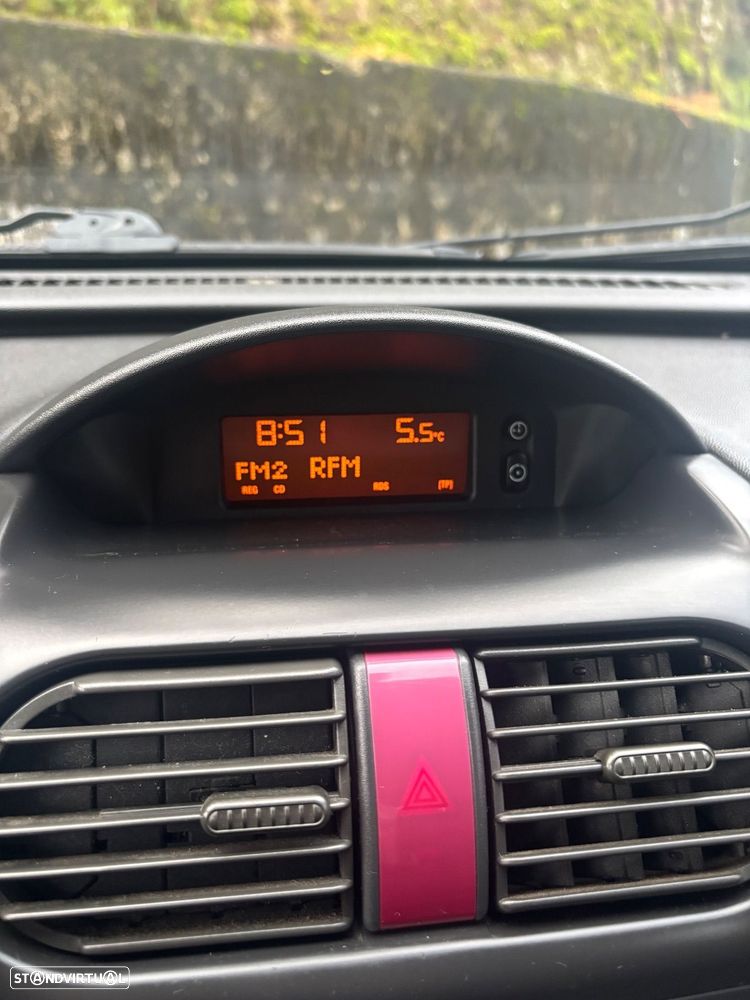 8:51 5.5°C
FM2 RFM
REG CD RDS [TP]
STANDVIRTUAL